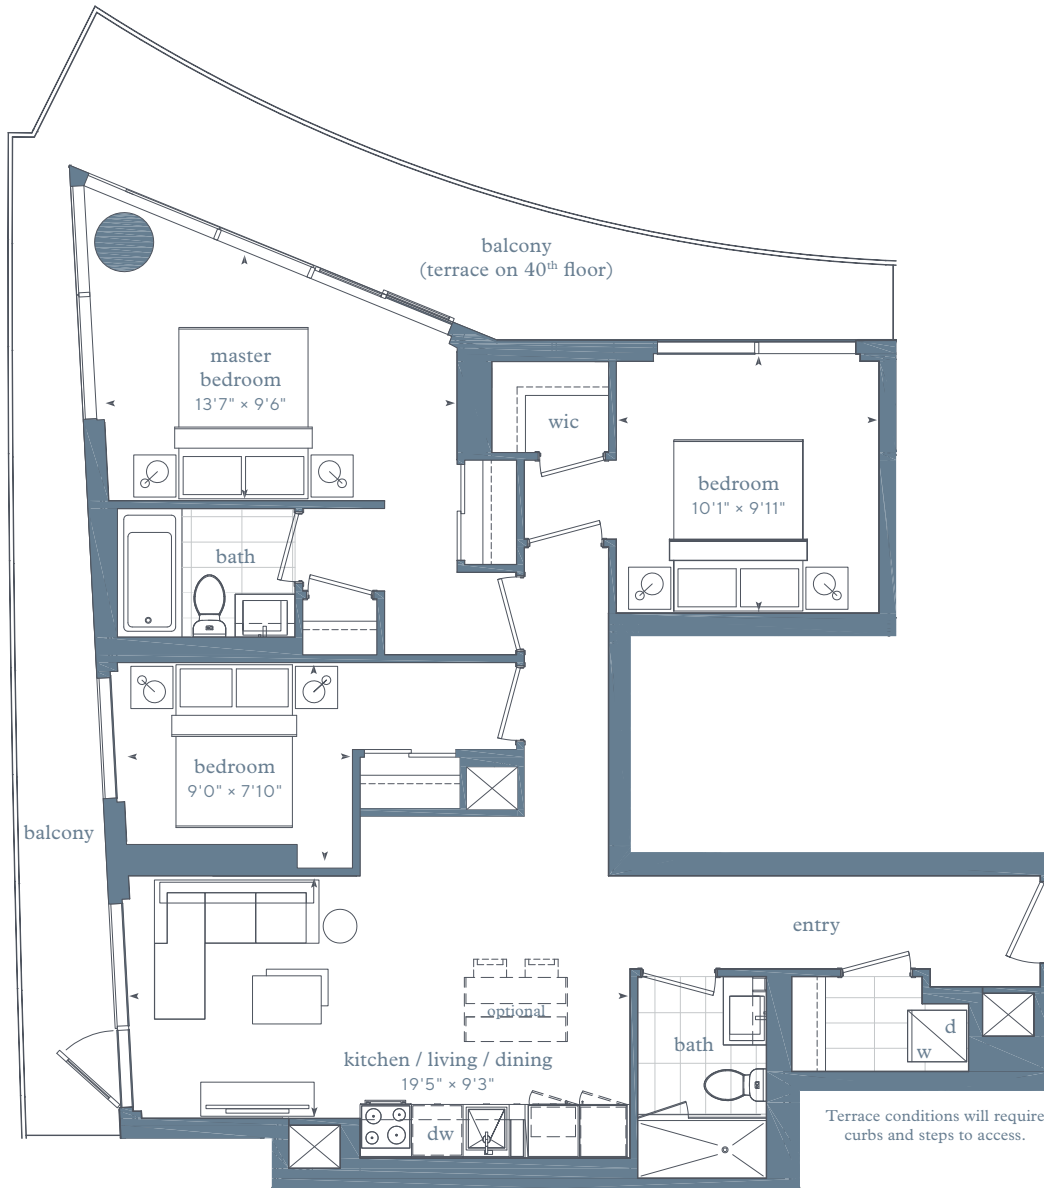 balcony
(terrace on 40th floor)
master
bedroom
13'7" × 9'6"
wic
bedroom
10'1" × 9'11"
bath
bedroom
9'0" × 7'10"
balcony
entry
optional
kitchen / living / dining
19'5" × 9'3"
dw
bath
d
w
Terrace conditions will require
curbs and steps to access.